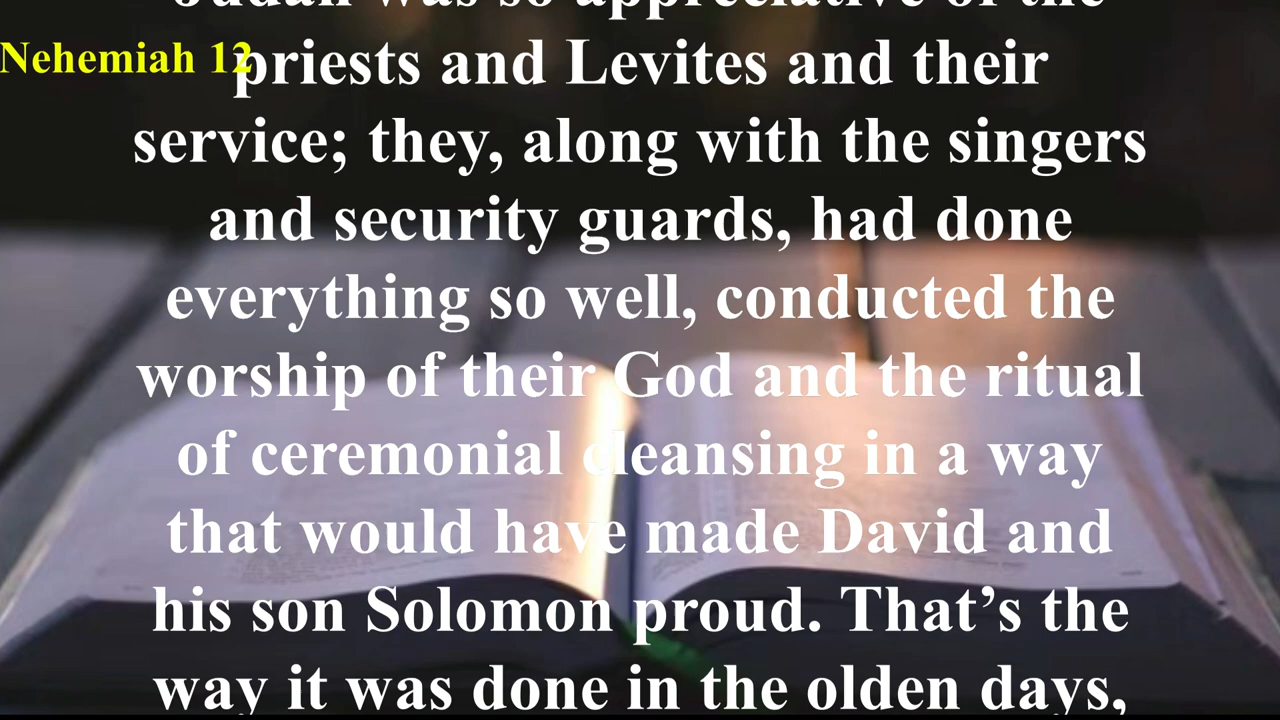 Judah was so appreciative of the
Nehemiah 12
priests and Levites and their
service; they, along with the singers
and security guards, had done
everything so well, conducted the
worship of their God and the ritual
of ceremonial cleansing in a way
that would have made David and
his son Solomon proud. That’s the
way it was done in the olden days,